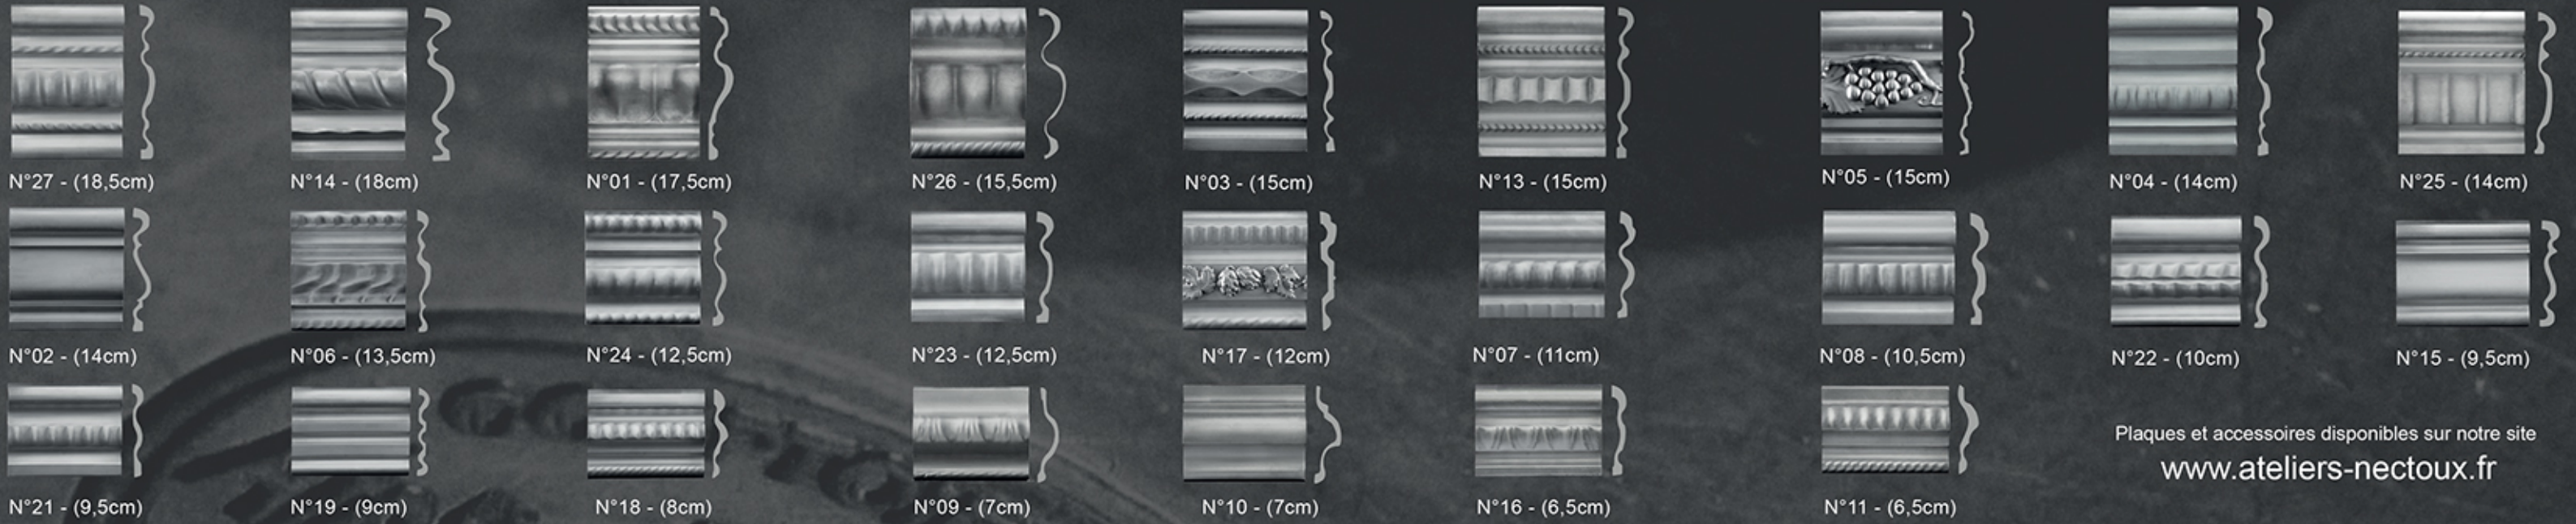 N°27 - (18,5cm)
N°14 - (18cm)
N°01 - (17,5cm)
N°26 - (15,5cm)
N°03 - (15cm)
N°13 - (15cm)
N°05 - (15cm)
N°04 - (14cm)
N°25 - (14cm)
N°02 - (14cm)
N°06 - (13,5cm)
N°24 - (12,5cm)
N°23 - (12,5cm)
N°17 - (12cm)
N°07 - (11cm)
N°08 - (10,5cm)
N°22 - (10cm)
N°15 - (9,5cm)
N°21 - (9,5cm)
N°19 - (9cm)
N°18 - (8cm)
N°09 - (7cm)
N°10 - (7cm)
N°16 - (6,5cm)
N°11 - (6,5cm)
Plaques et accessoires disponibles sur notre site
www.ateliers-nectoux.fr